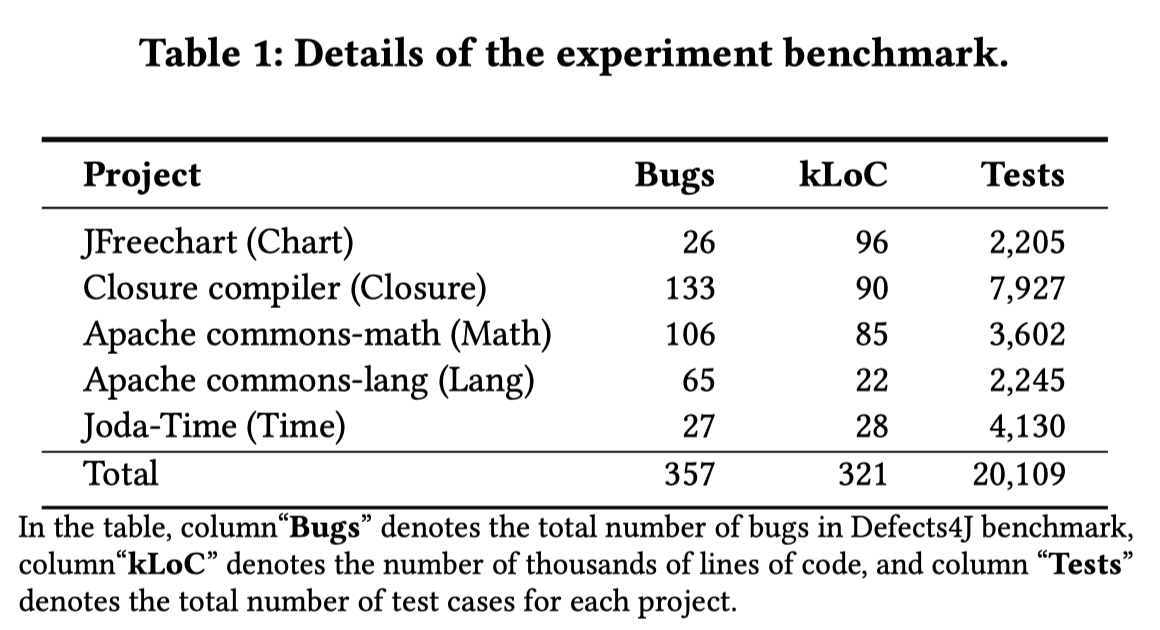 Table 1: Details of the experiment benchmark.
Project Bugs kLoC Tests
JFreechart (Chart) 26 96 2,205
Closure compiler (Closure) 133 90 7,927
Apache commons-math (Math) 106 85 3,602
Apache commons-lang (Lang) 65 22 2,245
Joda-Time (Time) 27 28 4,130
Total 357 321 20,109
In the table, column“Bugs” denotes the total number of bugs in Defects4J benchmark,
column“kLoC” denotes the number of thousands of lines of code, and column “Tests”
denotes the total number of test cases for each project.